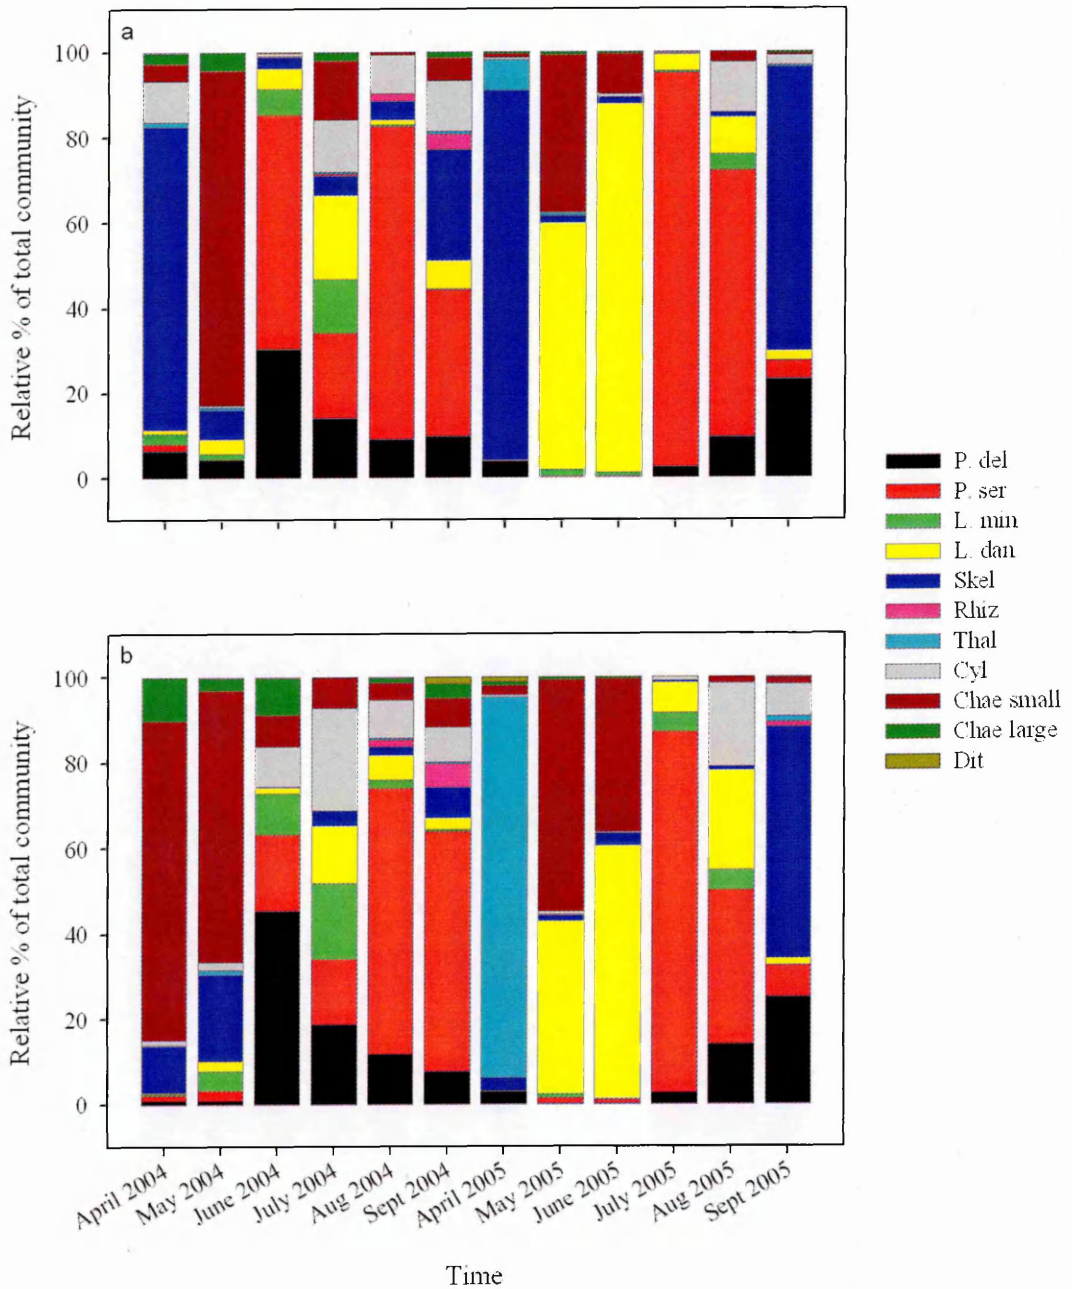 a
100
80
60
40
20
0
Relative % of total community
P. del
P. ser
L. min
L. dan
Skel
Rhiz
Thal
Cyl
Chae small
Chae large
Dit
b
100
80
60
40
20
0
Relative % of total community
April 2004
May 2004
June 2004
July 2004
Aug 2004
Sept 2004
April 2005
May 2005
June 2005
July 2005
Aug 2005
Sept 2005
Time